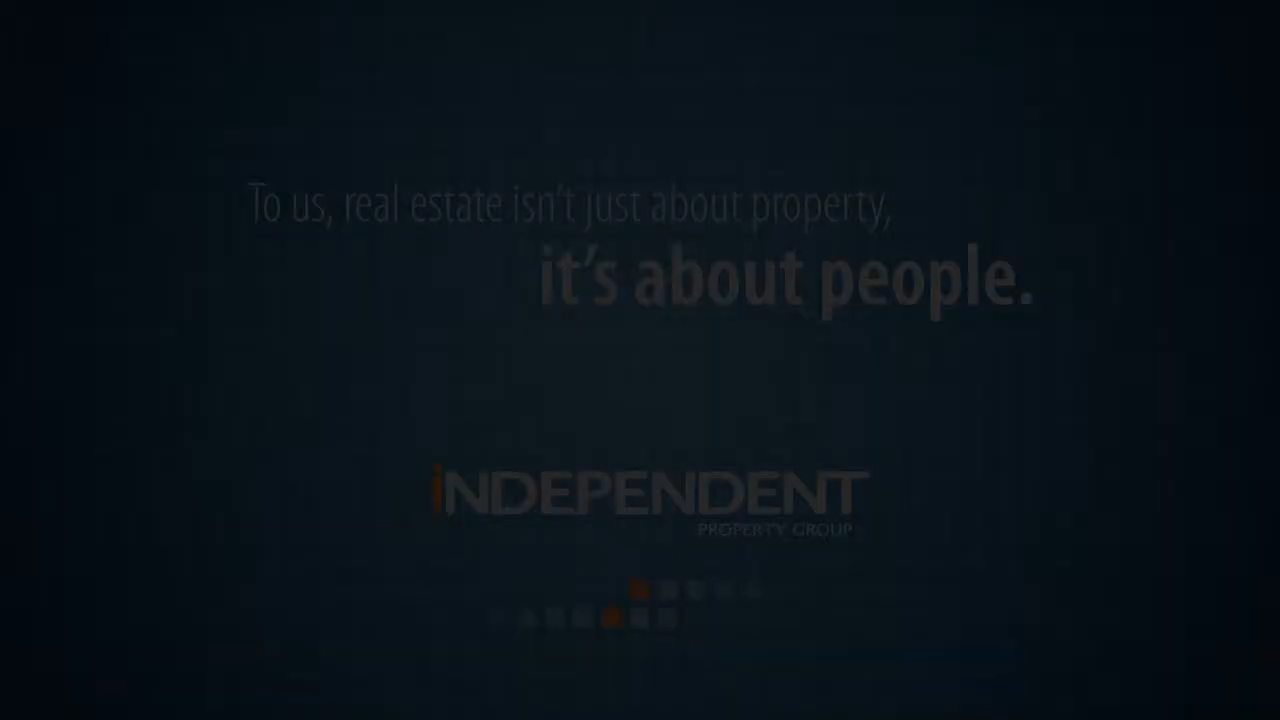 To us, real estate isn't just about property,
it's about people.
iNDEPENDENT
PROPERTY GROUP